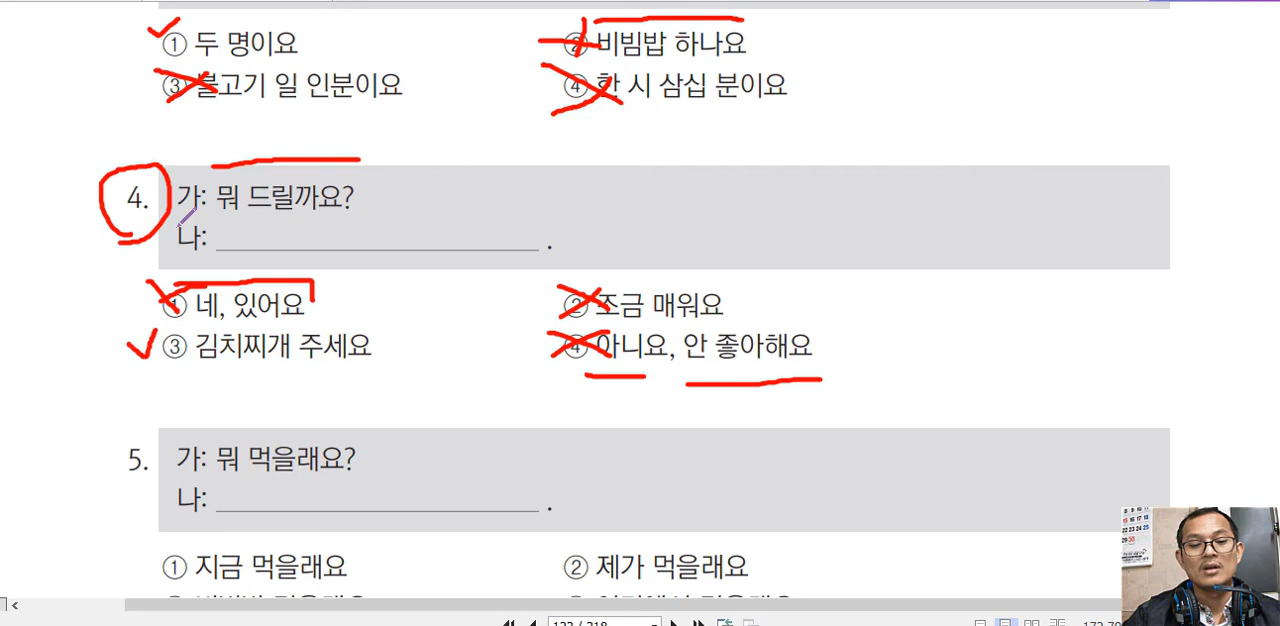 ① 두 명이요 ② 비빔밥 하나요
③ 불고기 일 인분이요 ④ 한 시 삼십 분이요
4. 가: 뭐 드릴까요?
나: .
① 네, 있어요 ② 조금 매워요
③ 김치찌개 주세요 ④ 아니요, 안 좋아해요
5. 가: 뭐 먹을래요?
나: .
① 지금 먹을래요 ② 제가 먹을래요